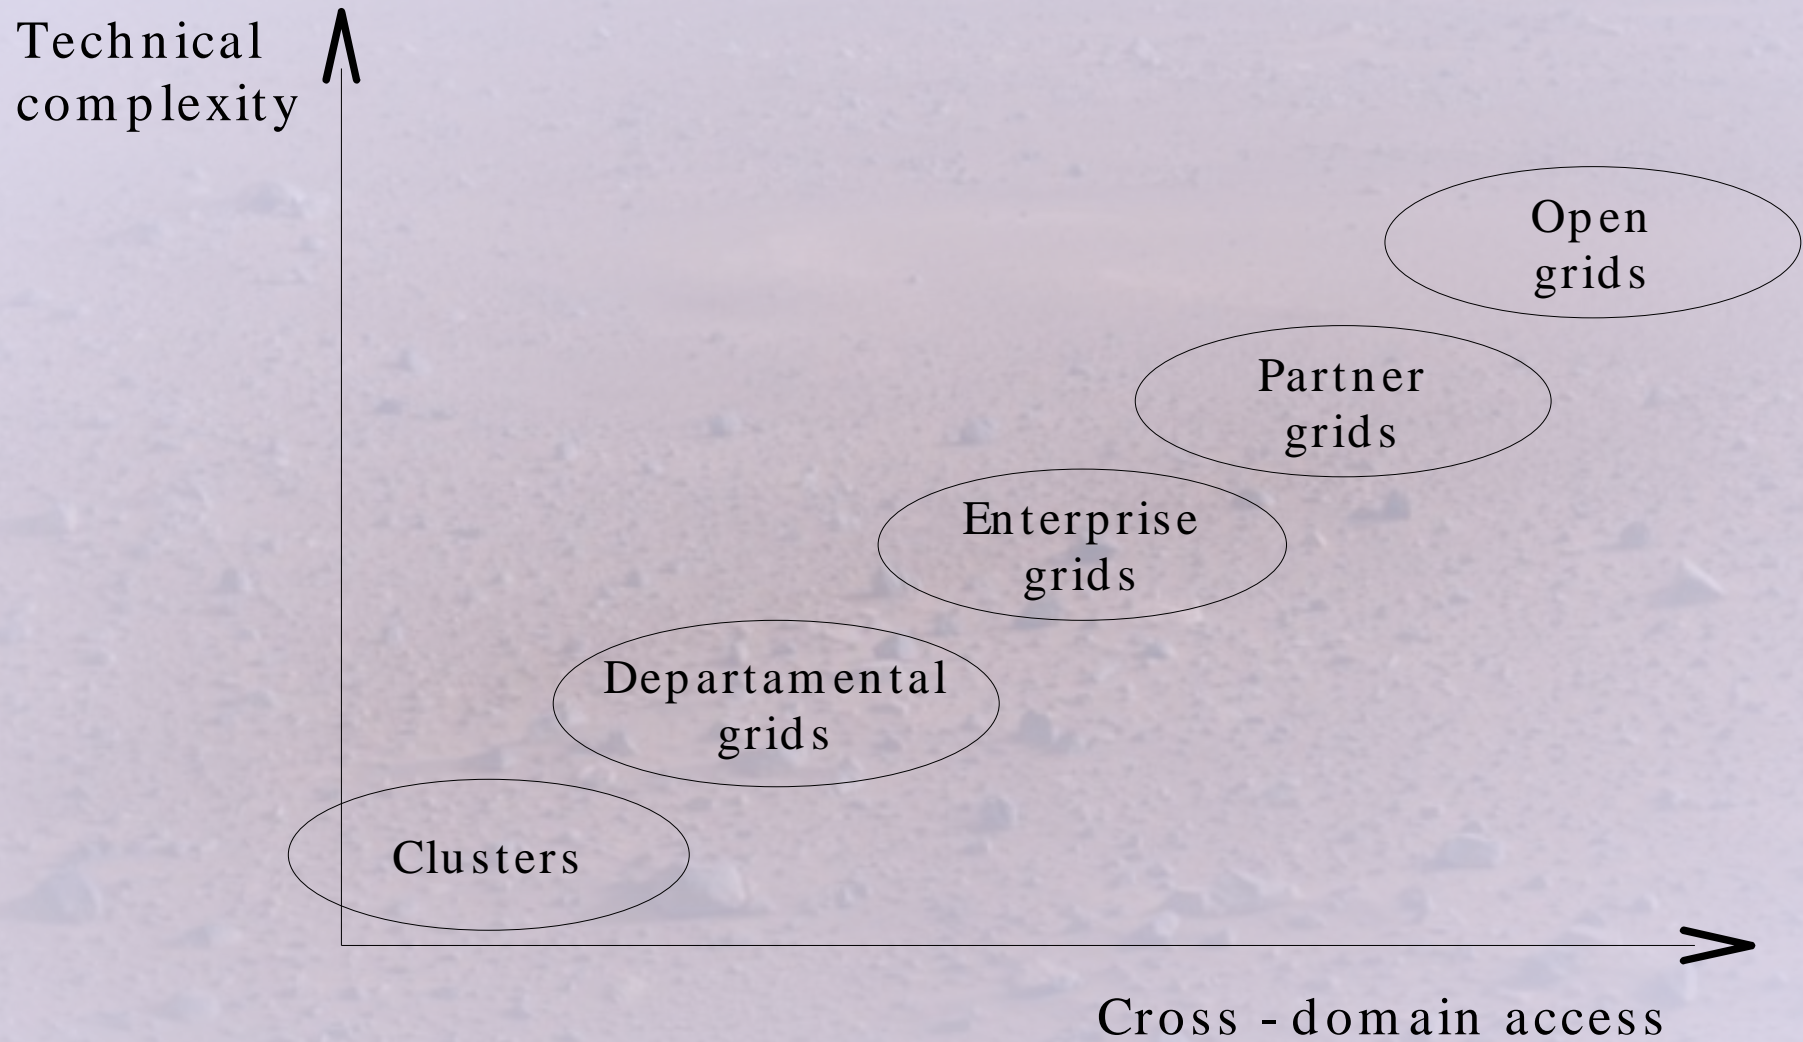 Technical
complexity
Open
grids
Partner
grids
Enterprise
grids
Departamental
grids
Clusters
Cross - domain access